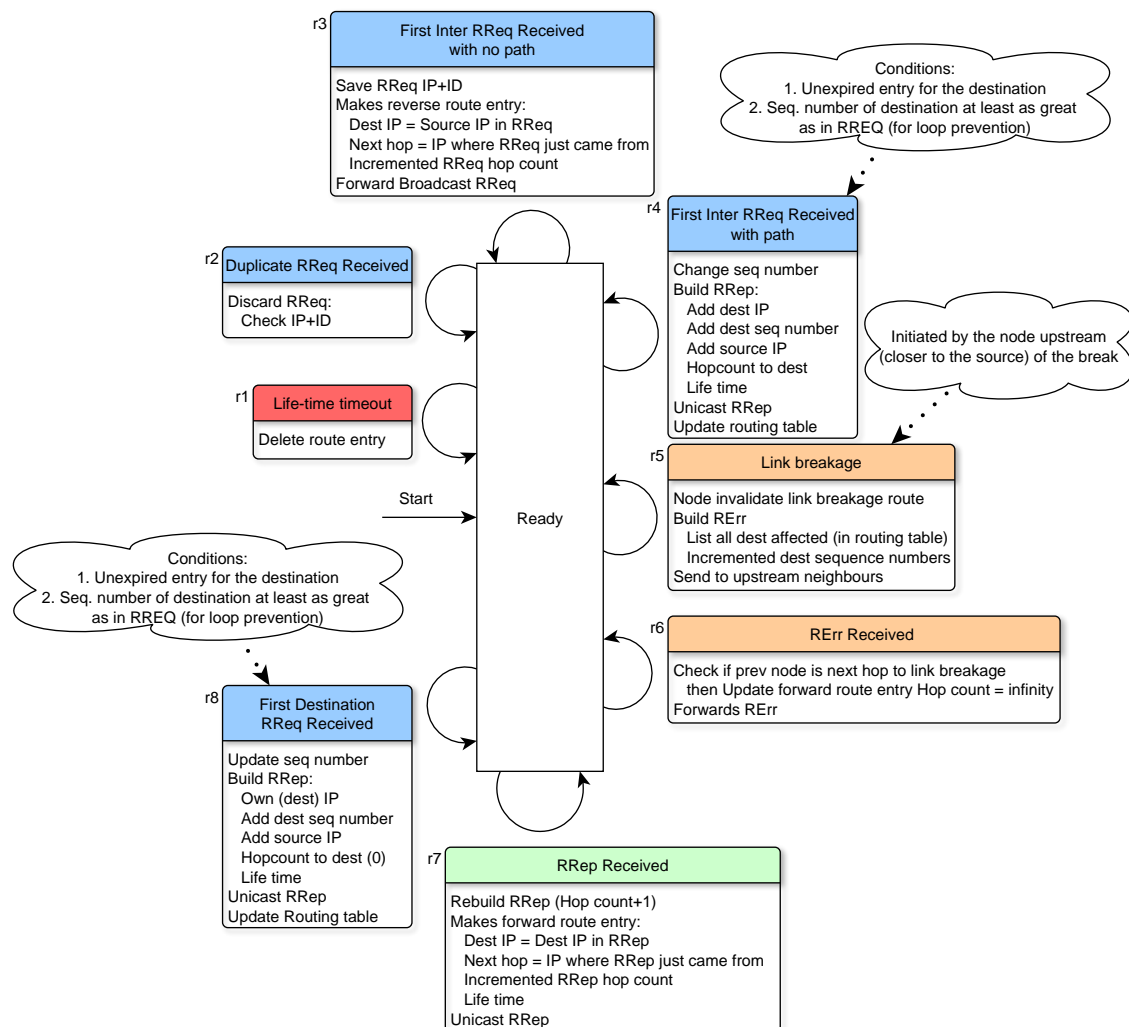 r3
First Inter RReq Received
with no path
Save RReq IP+ID
Makes reverse route entry:
Dest IP = Source IP in RReq
Next hop = IP where RReq just came from
Incremented RReq hop count
Forward Broadcast RReq
Conditions:
1. Unexpired entry for the destination
2. Seq. number of destination at least as great
as in RREQ (for loop prevention)
r4
First Inter RReq Received
with path
Change seq number
Build RRep:
Add dest IP
Add dest seq number
Add source IP
Hopcount to dest
Life time
Unicast RRep
Update routing table
r2
Duplicate RReq Received
Discard RReq:
Check IP+ID
Initiated by the node upstream
(closer to the source) of the break
r1
Life-time timeout
Delete route entry
r5
Link breakage
Node invalidate link breakage route
Build RErr
List all dest affected (in routing table)
Incremented dest sequence numbers
Send to upstream neighbours
Start
Ready
Conditions:
1. Unexpired entry for the destination
2. Seq. number of destination at least as great
as in RREQ (for loop prevention)
r6
RErr Received
Check if prev node is next hop to link breakage
then Update forward route entry Hop count = infinity
Forwards RErr
r8
First Destination
RReq Received
Update seq number
Build RRep:
Own (dest) IP
Add dest seq number
Add source IP
Hopcount to dest (0)
Life time
Unicast RRep
Update Routing table
r7
RRep Received
Rebuild RRep (Hop count+1)
Makes forward route entry:
Dest IP = Dest IP in RRep
Next hop = IP where RRep just came from
Incremented RRep hop count
Life time
Unicast RRep